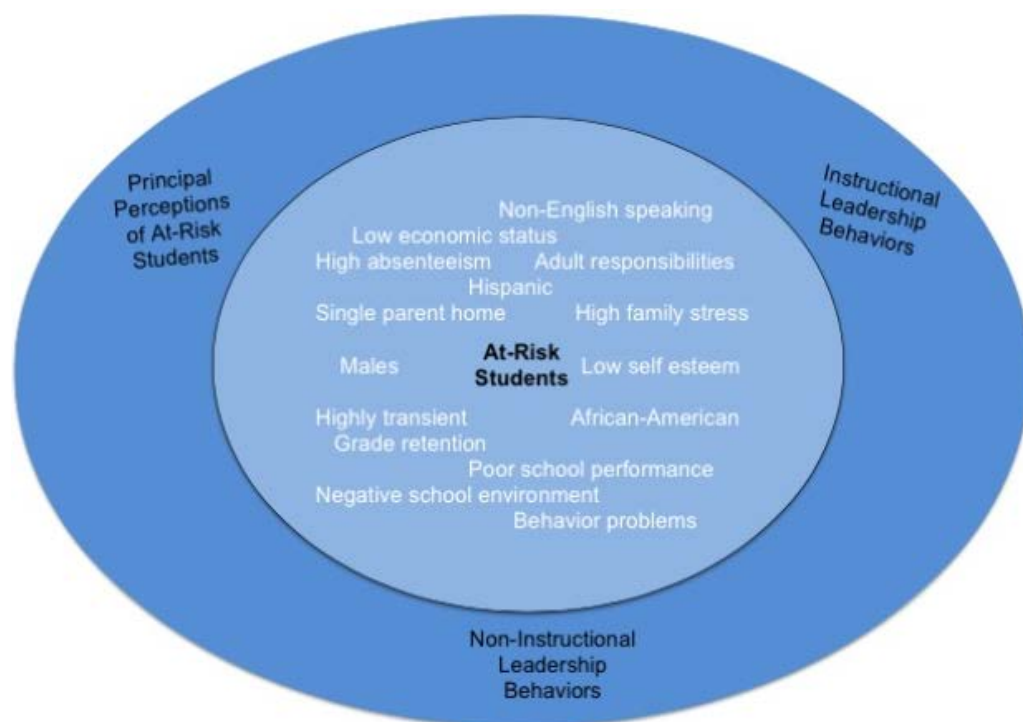 Principal
Perceptions
of At-Risk
Students
Instructional
Leadership
Behaviors
Non-English speaking
Low economic status
High absenteeism
Adult responsibilities
Hispanic
Single parent home
High family stress
Males
At-Risk
Students
Low self esteem
Highly transient
African-American
Grade retention
Poor school performance
Negative school environment
Behavior problems
Non-Instructional
Leadership
Behaviors